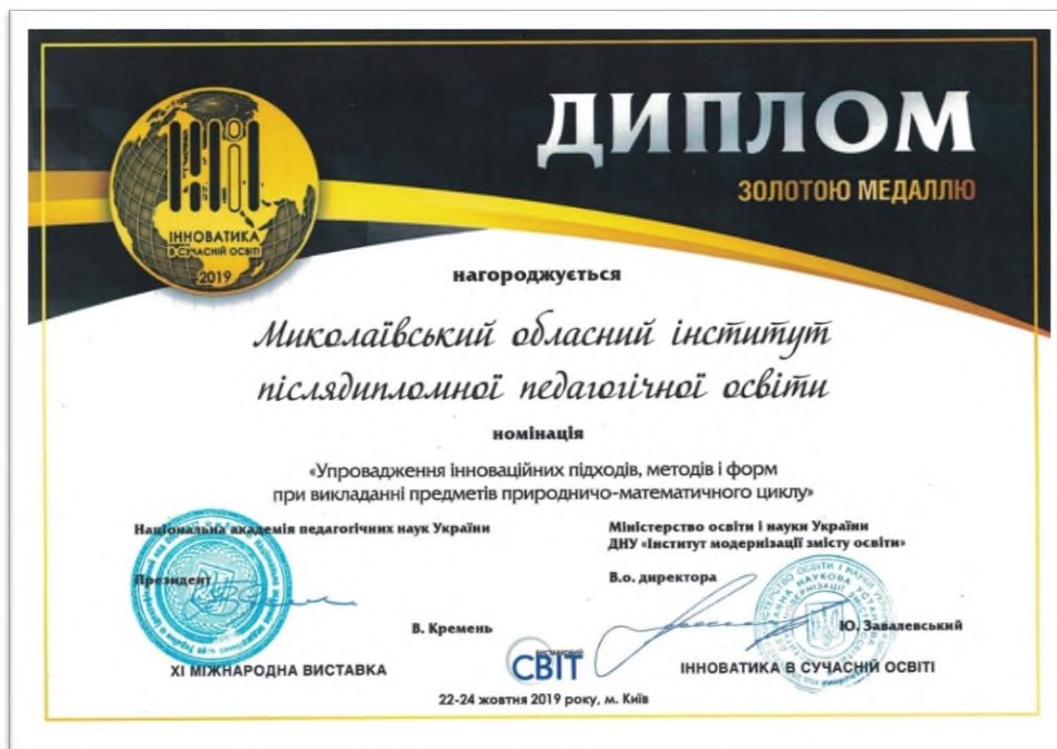 ДИПЛОМ
ЗОЛОТОЮ МЕДАЛЛЮ
ІННОВАТИКА
В СУЧАСНІЙ ОСВІТІ
2019
нагороджується
Миколаївський обласний інститут
післядипломної педагогічної освіти
номінація
«Упровадження інноваційних підходів, методів і форм
при викладанні предметів природничо-математичного циклу»
Національна академія педагогічних наук України
Президент
В. Кремень
Міністерство освіти і науки України
ДНУ «Інститут модернізації змісту освіти»
В.о. директора
Ю. Завалевський
XI МІЖНАРОДНА ВИСТАВКА
ВИСТАВКОВИЙ
СВІТ
ІННОВАТИКА В СУЧАСНІЙ ОСВІТІ
22-24 жовтня 2019 року, м. Київ